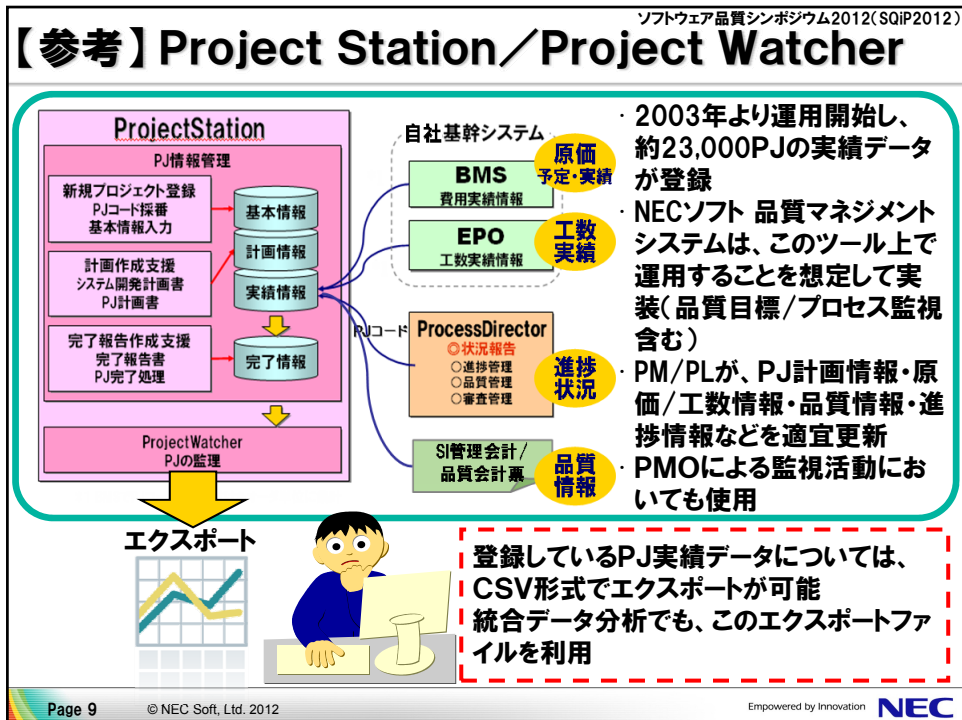 ソフトウェア品質シンポジウム2012(SQiP2012)
【参考】Project Station／Project Watcher
ProjectStation
PJ情報管理
新規プロジェクト登録
PJコード採番
基本情報入力
計画作成支援
システム開発計画書
PJ計画書
完了報告作成支援
完了報告書
PJ完了処理
基本情報
計画情報
実績情報
完了情報
ProjectWatcher
PJの監理
自社基幹システム
BMS
費用実績情報
原価
予定・実績
EPO
工数実績情報
工数
実績
PJコード
ProcessDirector
◎状況報告
○進捗管理
○品質管理
○審査管理
進捗
状況
SI管理会計/
品質会計票
品質
情報
・2003年より運用開始し、
約23,000PJの実績データ
が登録
・NECソフト 品質マネジメント
システムは、このツール上で
運用することを想定して実
装(品質目標/プロセス監視
含む)
・PM/PLが、PJ計画情報・原
価/工数情報・品質情報・進
捗情報などを適宜更新
・PMOによる監視活動にお
いても使用
エクスポート
登録しているPJ実績データについては、
CSV形式でエクスポートが可能
統合データ分析でも、このエクスポートファ
イルを利用
Page 9
© NEC Soft, Ltd. 2012
Empowered by Innovation
NEC